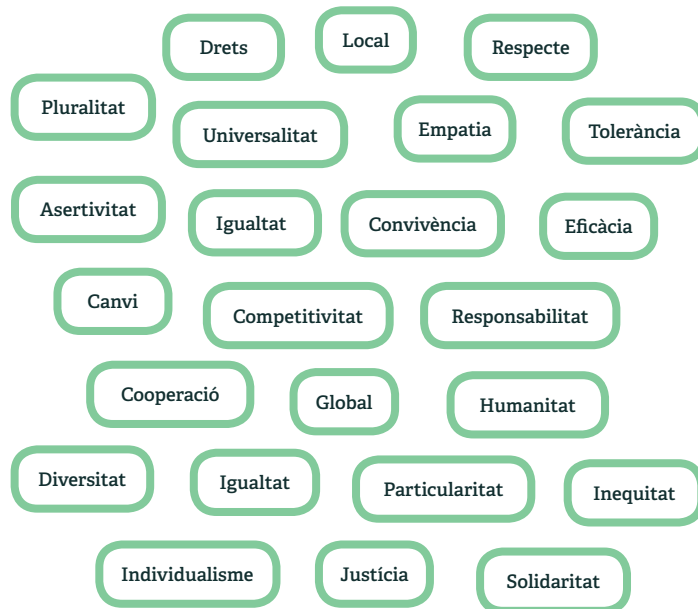 Drets
Local
Respecte
Pluralitat
Universalitat
Empatia
Tolerància
Asertivitat
Igualtat
Convivència
Eficàcia
Canvi
Competitivitat
Responsabilitat
Cooperació
Global
Humanitat
Diversitat
Igualtat
Particularitat
Inequitat
Individualisme
Justícia
Solidaritat